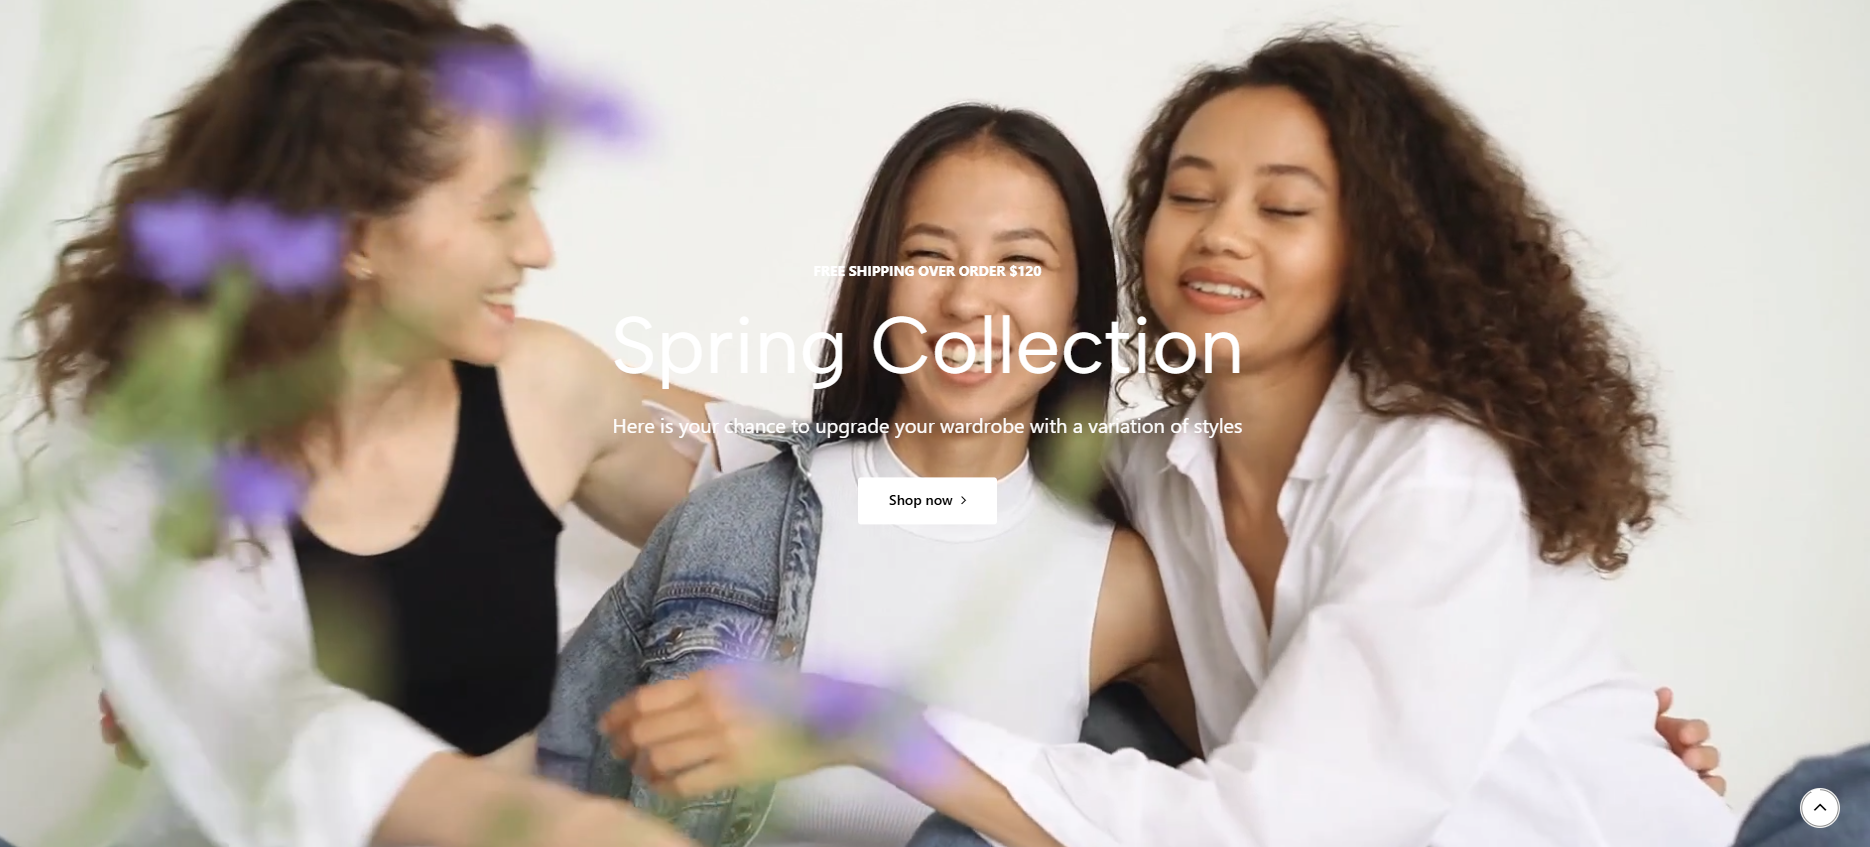 FREE SHIPPING OVER ORDER $120
Spring Collection
Here is your chance to upgrade your wardrobe with a variation of styles
Shop now